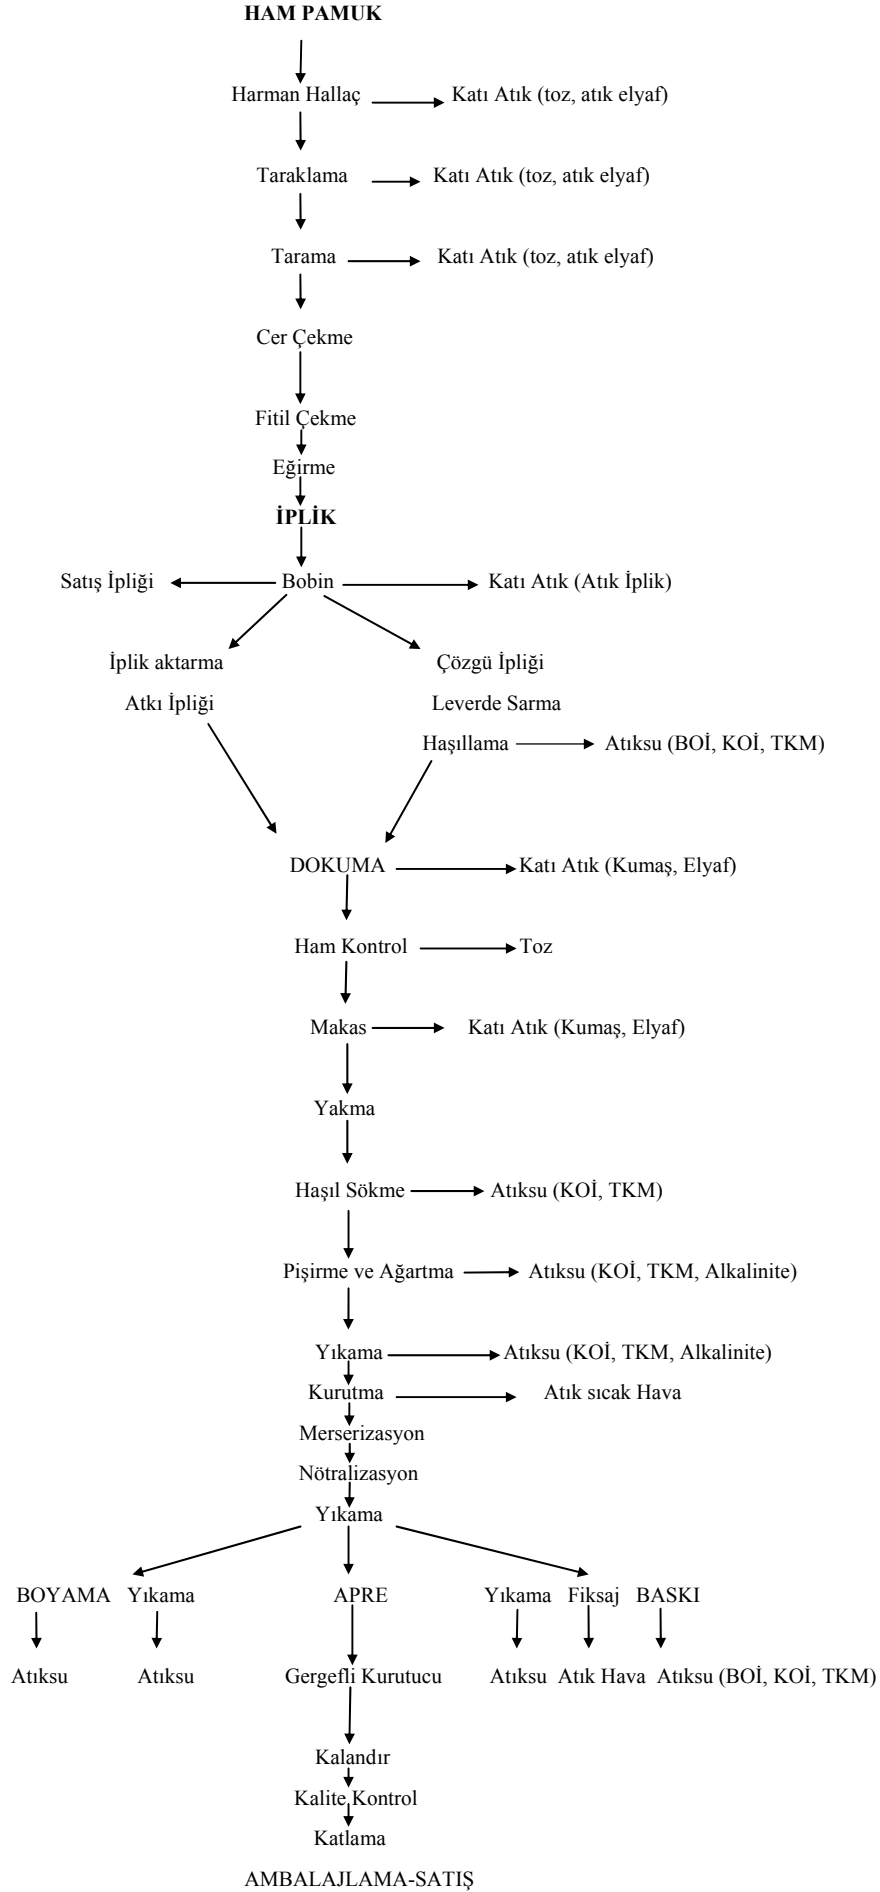 HAM PAMUK
Harman Hallaç Katı Atık (toz, atık elyaf)
Taraklama Katı Atık (toz, atık elyaf)
Tarama Katı Atık (toz, atık elyaf)
Cer Çekme
Fitil Çekme
Eğirme
İPLİK
Satış İpliği Bobin Katı Atık (Atık İplik)
İplik aktarma Çözgü İpliği
Atkı İpliği Leverde Sarma
Haşıllama Atıksu (BOİ, KOİ, TKM)
DOKUMA Katı Atık (Kumaş, Elyaf)
Ham Kontrol Toz
Makas Katı Atık (Kumaş, Elyaf)
Yakma
Haşıl Sökme Atıksu (KOİ, TKM)
Pişirme ve Ağartma Atıksu (KOİ, TKM, Alkalinite)
Yıkama Atıksu (KOİ, TKM, Alkalinite)
Kurutma Atık sıcak Hava
Merserizasyon
Nötralizasyon
Yıkama
BOYAMA Yıkama APRE Yıkama Fiksaj BASKI
Atıksu Atıksu Gergefli Kurutucu Atıksu Atık Hava Atıksu (BOİ, KOİ, TKM)
Kalandır
Kalite Kontrol
Katlama
AMBALAJLAMA-SATIŞ